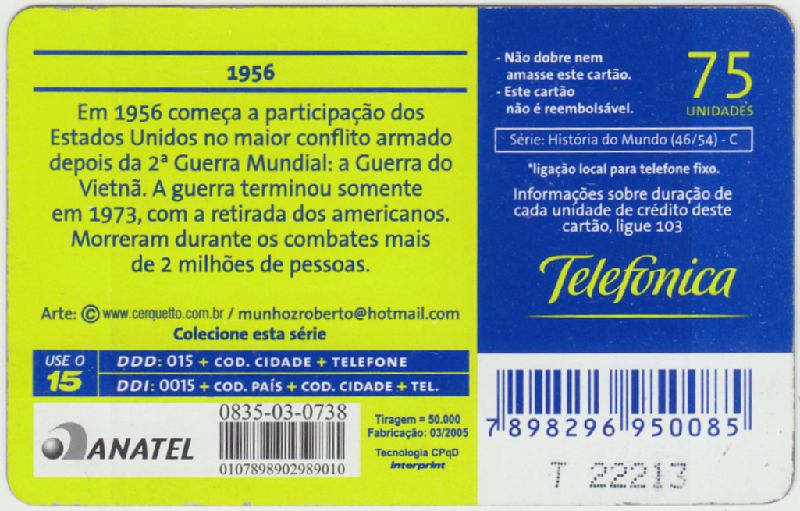 1956
Em 1956 começa a participação dos
Estados Unidos no maior conflito armado
depois da 2ª Guerra Mundial: a Guerra do
Vietnã. A guerra terminou somente
em 1973, com a retirada dos americanos.
Morreram durante os combates mais
de 2 milhões de pessoas.
Arte: © www.cerquetto.com.br / munhozroberto@hotmail.com
Colecione esta série
USE O
15
DDD: 015 + COD. CIDADE + TELEFONE
DDI: 0015 + COD. PAÍS + COD. CIDADE + TEL.
ANATEL
0835-03-0738
0107898902989010
Tiragem = 50.000
Fabricação: 03/2005
Tecnologia CPqD
interprint
- Não dobre nem
amasse este cartão.
- Este cartão
não é reembolsável.
75
UNIDADES
Série: História do Mundo (46/54) - C
*ligação local para telefone fixo.
Informações sobre duração de
cada unidade de crédito deste
cartão, ligue 103
Telefónica
7 898296 950085
T 22213